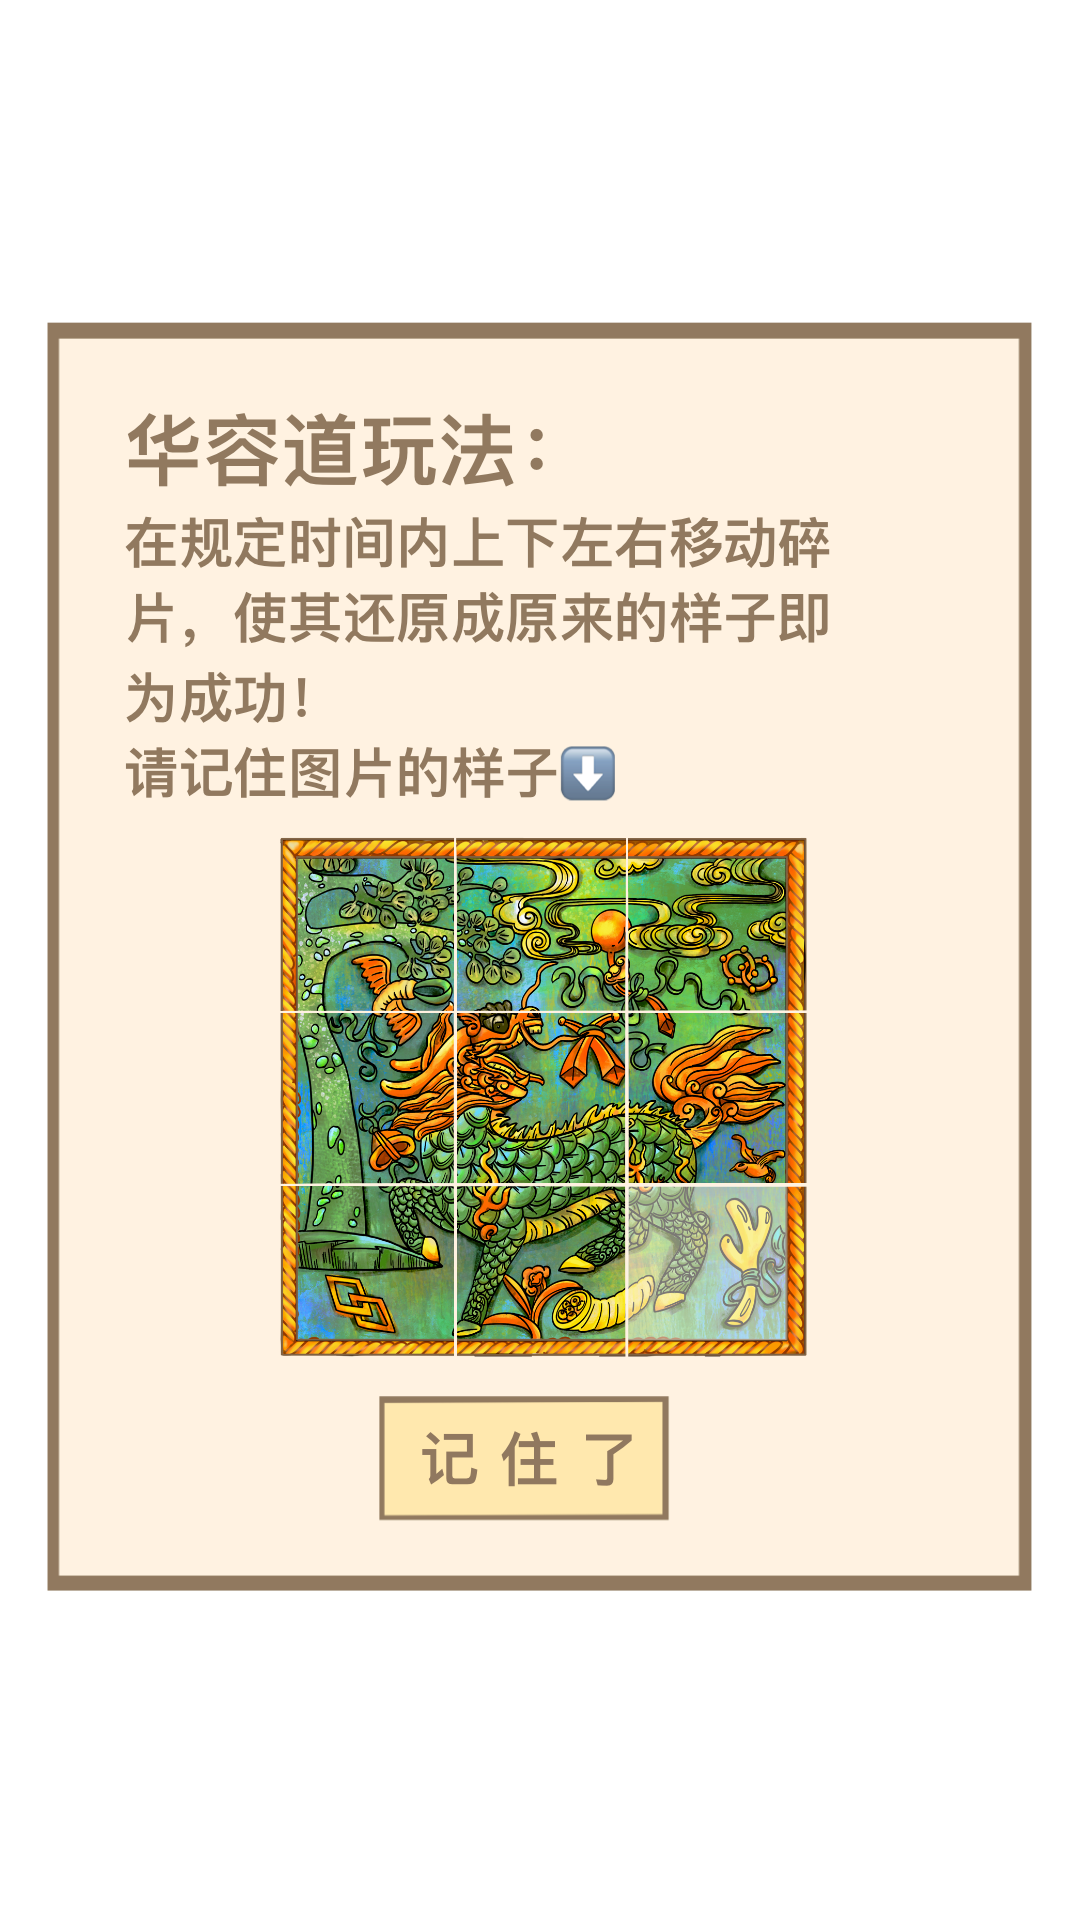 华容道玩法：
在规定时间内上下左右移动碎
片，使其还原成原来的样子即
为成功！
请记住图片的样子⬇️
记住了